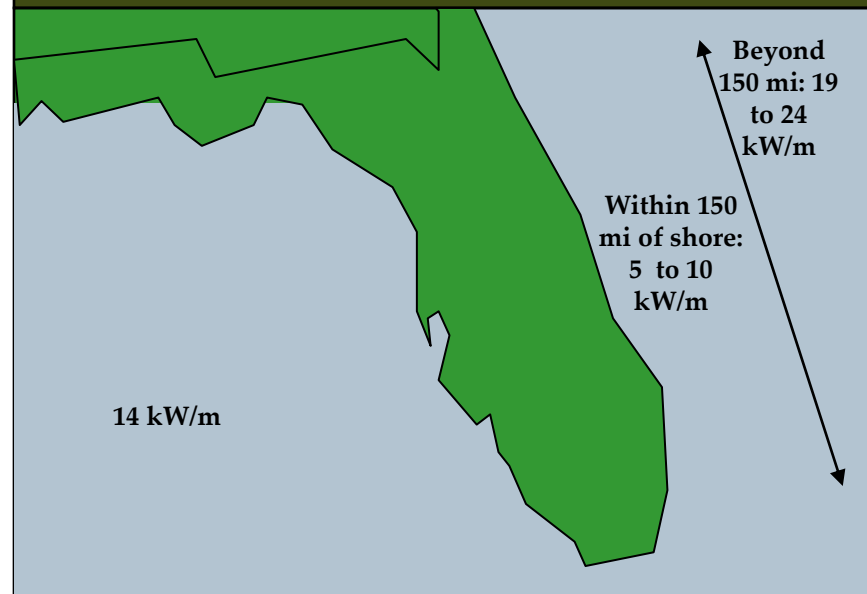 Beyond
150 mi: 19
to 24
kW/m
Within 150
mi of shore:
5 to 10
kW/m
14 kW/m